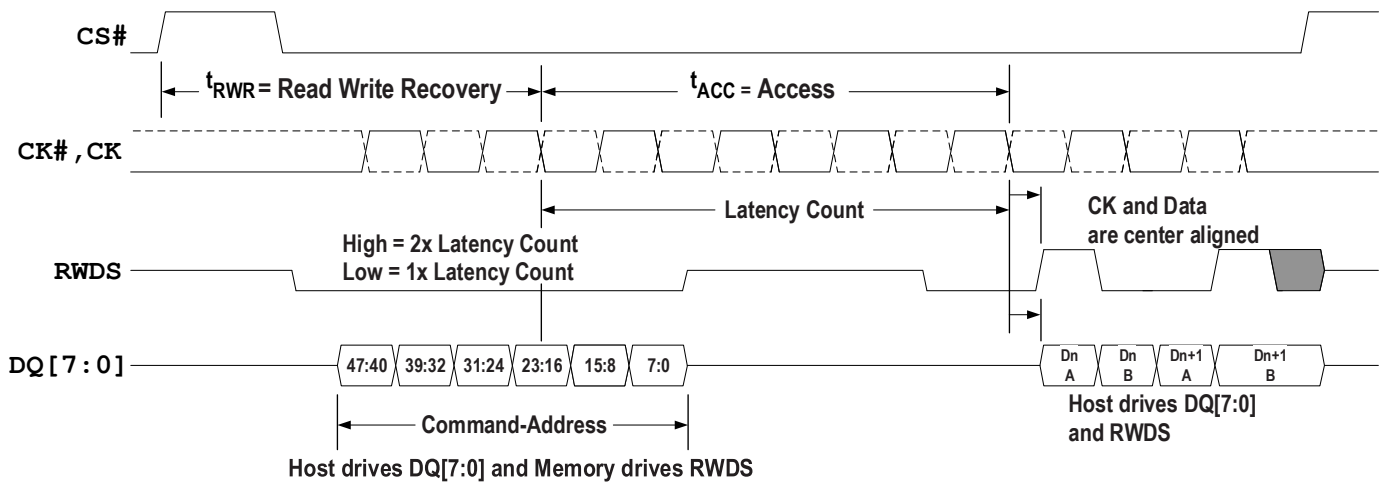 CS#
tRWR = Read Write Recovery
tACC = Access
CK#,CK
Latency Count
CK and Data
are center aligned
High = 2x Latency Count
Low = 1x Latency Count
RWDS
DQ[7:0]
47:40 39:32 31:24 23:16 15:8 7:0
Dn Dn Dn+1 Dn+1
A B A B
Host drives DQ[7:0]
and RWDS
Command-Address
Host drives DQ[7:0] and Memory drives RWDS